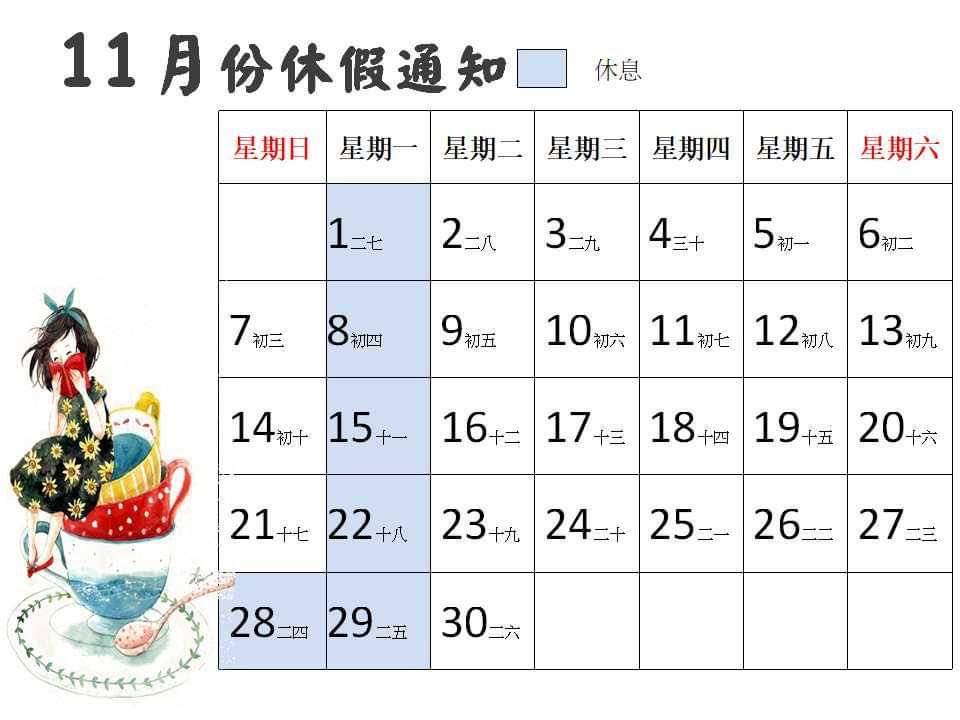 11月份休假通知 休息
星期日 星期一 星期二 星期三 星期四 星期五 星期六
1二七 2二八 3二九 4三十 5初一 6初二
7初三 8初四 9初五 10初六 11初七 12初八 13初九
14初十 15十一 16十二 17十三 18十四 19十五 20十六
21十七 22十八 23十九 24二十 25二一 26二二 27二三
28二四 29二五 30二六